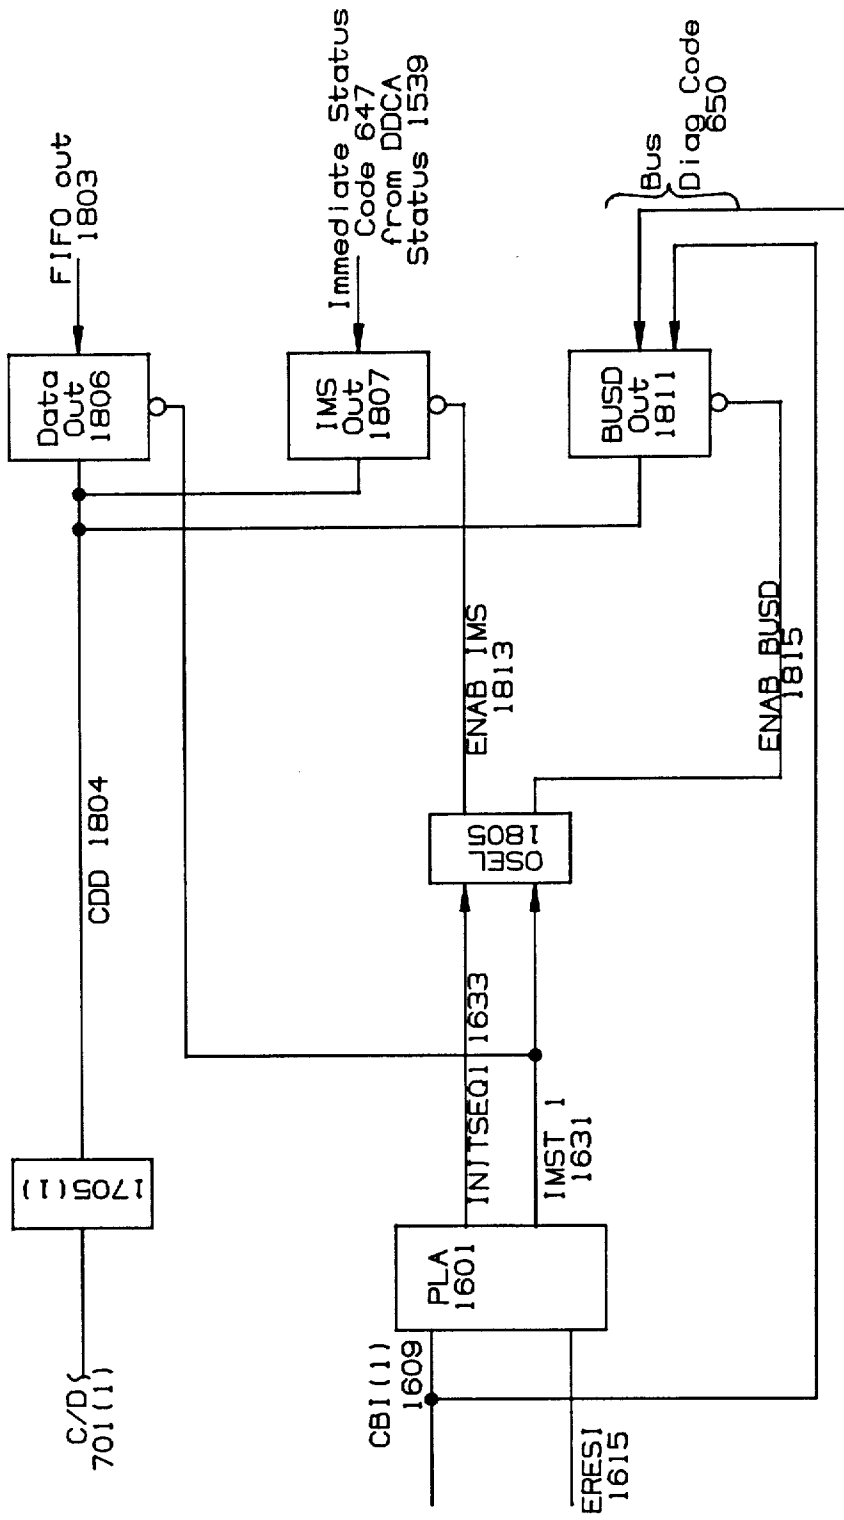 FIFO out
1803
Data
Out
1806
CDD 1804
1705(1)
C/D
701(1)
Immediate Status
Code 647
from DDCA
Status 1539
IMS
Out
1807
ENAB IMS
1813
OSEL
1805
INITSEQ1 1633
IMST 1
1631
PLA
1601
CBI(1)
1609
ERESI
1615
Bus
Diag Code
650
BUSD
Out
1811
ENAB BUSD
1815